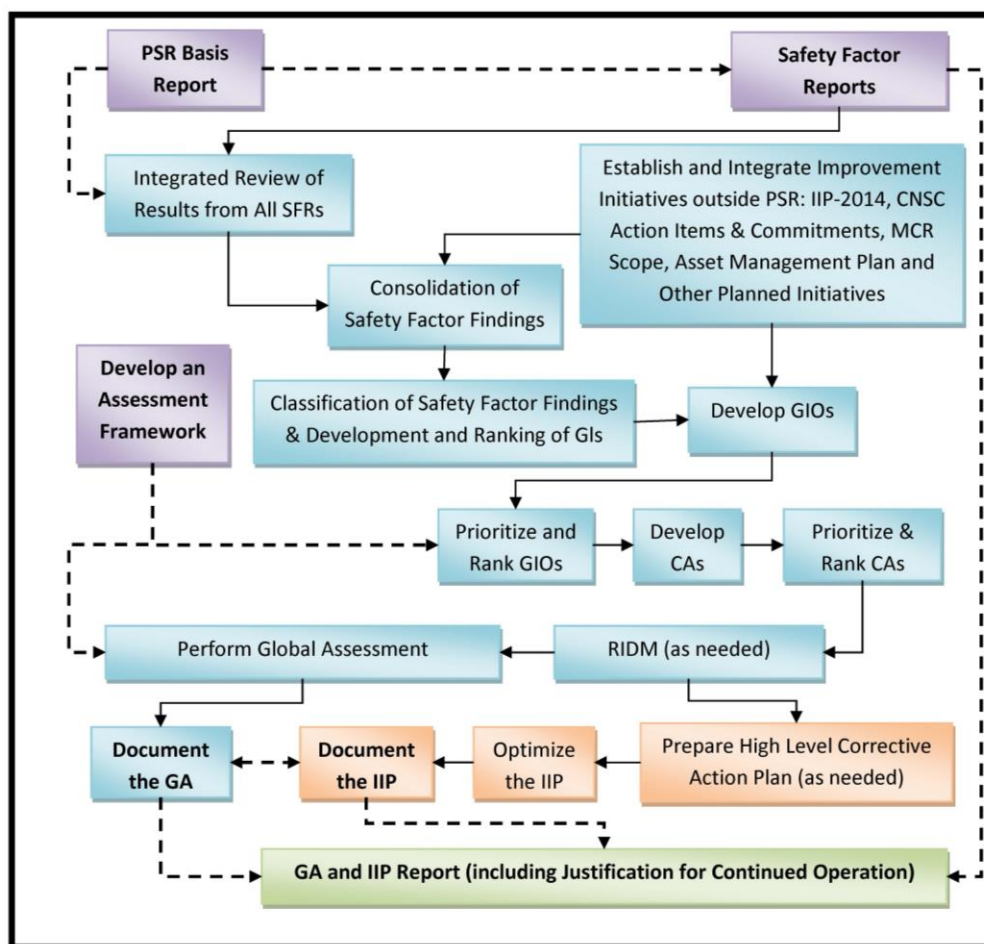 PSR Basis
Report
Safety Factor
Reports
Integrated Review of
Results from All SFRs
Establish and Integrate Improvement
Initiatives outside PSR: IIP-2014, CNSC
Action Items & Commitments, MCR
Scope, Asset Management Plan and
Other Planned Initiatives
Consolidation of
Safety Factor Findings
Develop an
Assessment
Framework
Classification of Safety Factor Findings
& Development and Ranking of GIs
Develop GIOs
Prioritize and
Rank GIOs
Develop
CAs
Prioritize &
Rank CAs
Perform Global Assessment
RIDM (as needed)
Document
the GA
Document
the IIP
Optimize
the IIP
Prepare High Level Corrective
Action Plan (as needed)
GA and IIP Report (including Justification for Continued Operation)